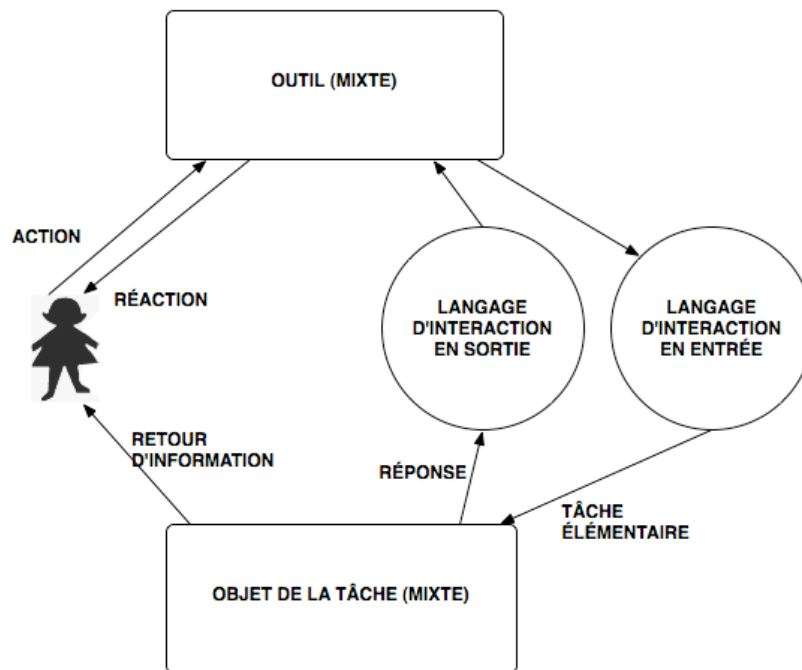 OUTIL (MIXTE)
ACTION
RÉACTION
LANGAGE
D'INTERACTION
EN SORTIE
LANGAGE
D'INTERACTION
EN ENTRÉE
RETOUR
D'INFORMATION
RÉPONSE
TÂCHE
ÉLÉMENTAIRE
OBJET DE LA TÂCHE (MIXTE)